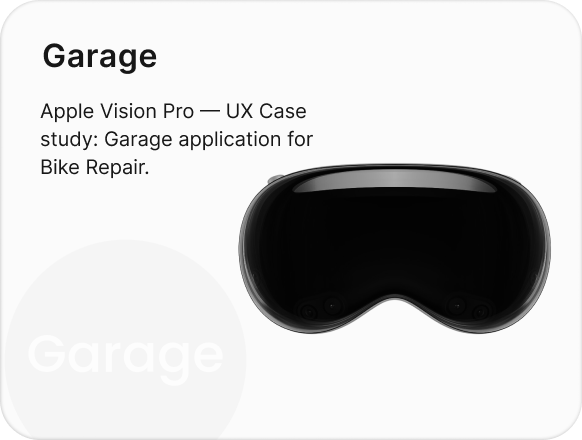 Garage
Apple Vision Pro — UX Case
study: Garage application for
Bike Repair.
Garage